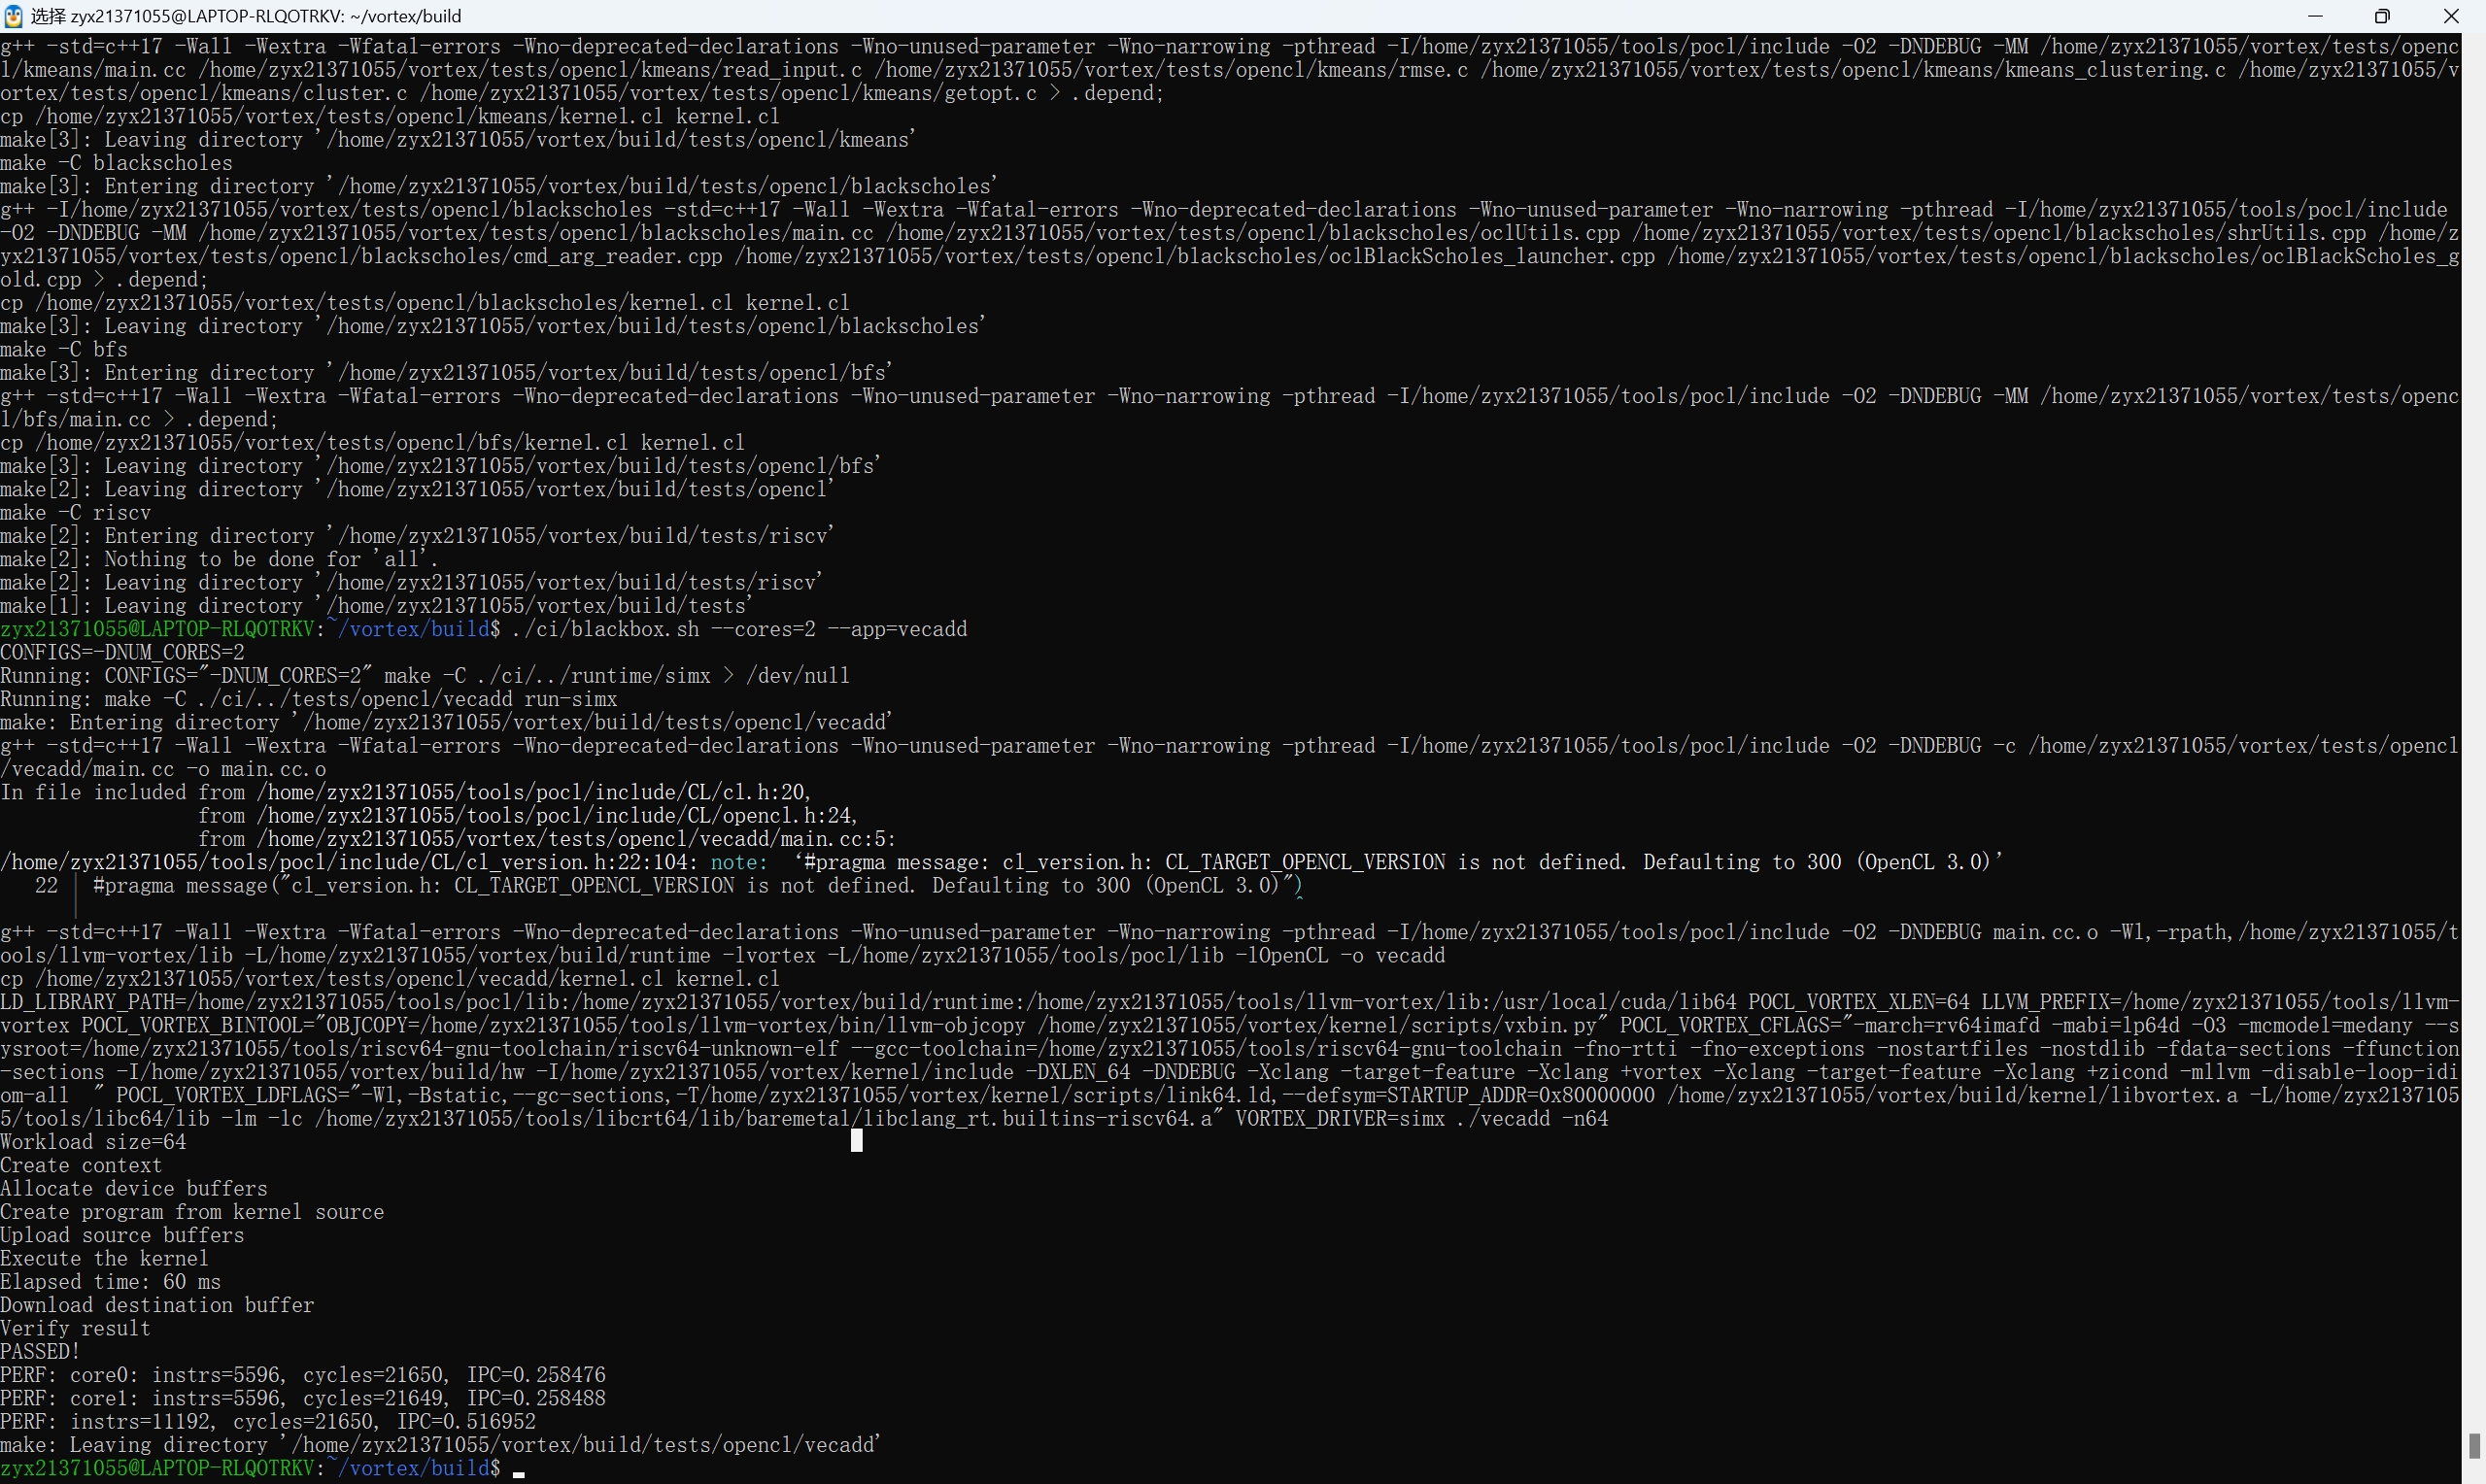 选择 zyx21371055@LAPTOP-RLQOTRKV: ~/vortex/build
g++ -std=c++17 -Wall -Wextra -Wfatal-errors -Wno-deprecated-declarations -Wno-unused-parameter -Wno-narrowing -pthread -I/home/zyx21371055/tools/pocl/include -O2 -DNDEBUG -MM /home/zyx21371055/vortex/tests/openc
l/kmeans/main.cc /home/zyx21371055/vortex/tests/opencl/kmeans/read_input.c /home/zyx21371055/vortex/tests/opencl/kmeans/rmse.c /home/zyx21371055/vortex/tests/opencl/kmeans/kmeans_clustering.c /home/zyx21371055/v
ortex/tests/opencl/kmeans/cluster.c /home/zyx21371055/vortex/tests/opencl/kmeans/getopt.c > .depend;
cp /home/zyx21371055/vortex/tests/opencl/kmeans/kernel.cl kernel.cl
make[3]: Leaving directory '/home/zyx21371055/vortex/build/tests/opencl/kmeans'
make -C blackscholes
make[3]: Entering directory '/home/zyx21371055/vortex/build/tests/opencl/blackscholes'
g++ -I/home/zyx21371055/vortex/tests/opencl/blackscholes -std=c++17 -Wall -Wextra -Wfatal-errors -Wno-deprecated-declarations -Wno-unused-parameter -Wno-narrowing -pthread -I/home/zyx21371055/tools/pocl/include
-O2 -DNDEBUG -MM /home/zyx21371055/vortex/tests/opencl/blackscholes/main.cc /home/zyx21371055/vortex/tests/opencl/blackscholes/oclUtils.cpp /home/zyx21371055/vortex/tests/opencl/blackscholes/shrUtils.cpp /home/z
yx21371055/vortex/tests/opencl/blackscholes/cmd_arg_reader.cpp /home/zyx21371055/vortex/tests/opencl/blackscholes/oclBlackScholes_launcher.cpp /home/zyx21371055/vortex/tests/opencl/blackscholes/oclBlackScholes_g
old.cpp > .depend;
cp /home/zyx21371055/vortex/tests/opencl/blackscholes/kernel.cl kernel.cl
make[3]: Leaving directory '/home/zyx21371055/vortex/build/tests/opencl/blackscholes'
make -C bfs
make[3]: Entering directory '/home/zyx21371055/vortex/build/tests/opencl/bfs'
g++ -std=c++17 -Wall -Wextra -Wfatal-errors -Wno-deprecated-declarations -Wno-unused-parameter -Wno-narrowing -pthread -I/home/zyx21371055/tools/pocl/include -O2 -DNDEBUG -MM /home/zyx21371055/vortex/tests/openc
l/bfs/main.cc > .depend;
cp /home/zyx21371055/vortex/tests/opencl/bfs/kernel.cl kernel.cl
make[3]: Leaving directory '/home/zyx21371055/vortex/build/tests/opencl/bfs'
make[2]: Leaving directory '/home/zyx21371055/vortex/build/tests/opencl'
make -C riscv
make[2]: Entering directory '/home/zyx21371055/vortex/build/tests/riscv'
make[2]: Nothing to be done for 'all'.
make[2]: Leaving directory '/home/zyx21371055/vortex/build/tests/riscv'
make[1]: Leaving directory '/home/zyx21371055/vortex/build/tests'
zyx21371055@LAPTOP-RLQOTRKV:~/vortex/build$ ./ci/blackbox.sh --cores=2 --app=vecadd
CONFIGS=-DNUM_CORES=2
Running: CONFIGS="-DNUM_CORES=2" make -C ./ci/../runtime/simx > /dev/null
Running: make -C ./ci/../tests/opencl/vecadd run-simx
make: Entering directory '/home/zyx21371055/vortex/build/tests/opencl/vecadd'
g++ -std=c++17 -Wall -Wextra -Wfatal-errors -Wno-deprecated-declarations -Wno-unused-parameter -Wno-narrowing -pthread -I/home/zyx21371055/tools/pocl/include -O2 -DNDEBUG -c /home/zyx21371055/vortex/tests/opencl
/vecadd/main.cc -o main.cc.o
In file included from /home/zyx21371055/tools/pocl/include/CL/cl.h:20,
from /home/zyx21371055/tools/pocl/include/CL/opencl.h:24,
from /home/zyx21371055/vortex/tests/opencl/vecadd/main.cc:5:
/home/zyx21371055/tools/pocl/include/CL/cl_version.h:22:104: note: ‘#pragma message: cl_version.h: CL_TARGET_OPENCL_VERSION is not defined. Defaulting to 300 (OpenCL 3.0)’
22 | #pragma message("cl_version.h: CL_TARGET_OPENCL_VERSION is not defined. Defaulting to 300 (OpenCL 3.0)")
| ^
g++ -std=c++17 -Wall -Wextra -Wfatal-errors -Wno-deprecated-declarations -Wno-unused-parameter -Wno-narrowing -pthread -I/home/zyx21371055/tools/pocl/include -O2 -DNDEBUG main.cc.o -Wl,-rpath,/home/zyx21371055/t
ools/llvm-vortex/lib -L/home/zyx21371055/vortex/build/runtime -lvortex -L/home/zyx21371055/tools/pocl/lib -lOpenCL -o vecadd
cp /home/zyx21371055/vortex/tests/opencl/vecadd/kernel.cl kernel.cl
LD_LIBRARY_PATH=/home/zyx21371055/tools/pocl/lib:/home/zyx21371055/vortex/build/runtime:/home/zyx21371055/tools/llvm-vortex/lib:/usr/local/cuda/lib64 POCL_VORTEX_XLEN=64 LLVM_PREFIX=/home/zyx21371055/tools/llvm-
vortex POCL_VORTEX_BINTOOL="OBJCOPY=/home/zyx21371055/tools/llvm-vortex/bin/llvm-objcopy /home/zyx21371055/vortex/kernel/scripts/vxbin.py" POCL_VORTEX_CFLAGS="-march=rv64imafd -mabi=lp64d -O3 -mcmodel=medany --s
ysroot=/home/zyx21371055/tools/riscv64-gnu-toolchain/riscv64-unknown-elf --gcc-toolchain=/home/zyx21371055/tools/riscv64-gnu-toolchain -fno-rtti -fno-exceptions -nostartfiles -nostdlib -fdata-sections -ffunction
-sections -I/home/zyx21371055/vortex/build/hw -I/home/zyx21371055/vortex/kernel/include -DXLEN_64 -DNDEBUG -Xclang -target-feature -Xclang +vortex -Xclang -target-feature -Xclang +zicond -mllvm -disable-loop-idi
om-all " POCL_VORTEX_LDFLAGS="-Wl,-Bstatic,--gc-sections,-T/home/zyx21371055/vortex/kernel/scripts/link64.ld,--defsym=STARTUP_ADDR=0x80000000 /home/zyx21371055/vortex/build/kernel/libvortex.a -L/home/zyx2137105
5/tools/libc64/lib -lm -lc /home/zyx21371055/tools/libcrt64/lib/baremetal/libclang_rt.builtins-riscv64.a" VORTEX_DRIVER=simx ./vecadd -n64
Workload size=64
Create context
Allocate device buffers
Create program from kernel source
Upload source buffers
Execute the kernel
Elapsed time: 60 ms
Download destination buffer
Verify result
PASSED!
PERF: core0: instrs=5596, cycles=21650, IPC=0.258476
PERF: core1: instrs=5596, cycles=21649, IPC=0.258488
PERF: instrs=11192, cycles=21650, IPC=0.516952
make: Leaving directory '/home/zyx21371055/vortex/build/tests/opencl/vecadd'
zyx21371055@LAPTOP-RLQOTRKV:~/vortex/build$